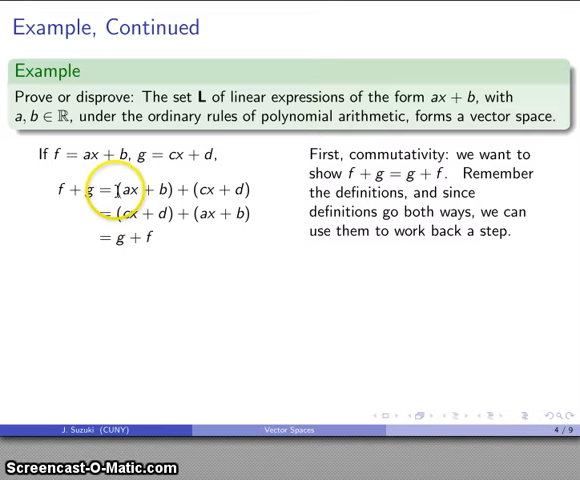 Example, Continued
Example
Prove or disprove: The set L of linear expressions of the form ax + b, with
a, b ∈ ℝ, under the ordinary rules of polynomial arithmetic, forms a vector space.
If f = ax + b, g = cx + d,
f + g = (ax + b) + (cx + d)
= (cx + d) + (ax + b)
= g + f
First, commutativity: we want to
show f + g = g + f. Remember
the definitions, and since
definitions go both ways, we can
use them to work back a step.
J. Suzuki (CUNY)
Vector Spaces
4 / 9
Screencast-O-Matic.com